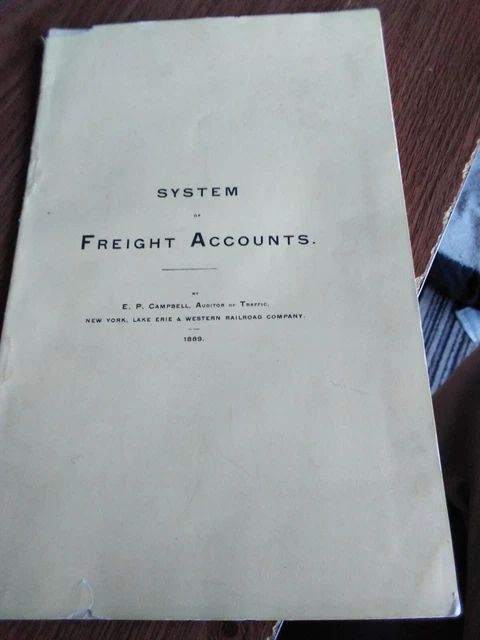 SYSTEM
OF
FREIGHT ACCOUNTS.
BY
E. P. CAMPBELL, AUDITOR OF TRAFFIC,
NEW YORK, LAKE ERIE & WESTERN RAILROAD COMPANY.
1889.